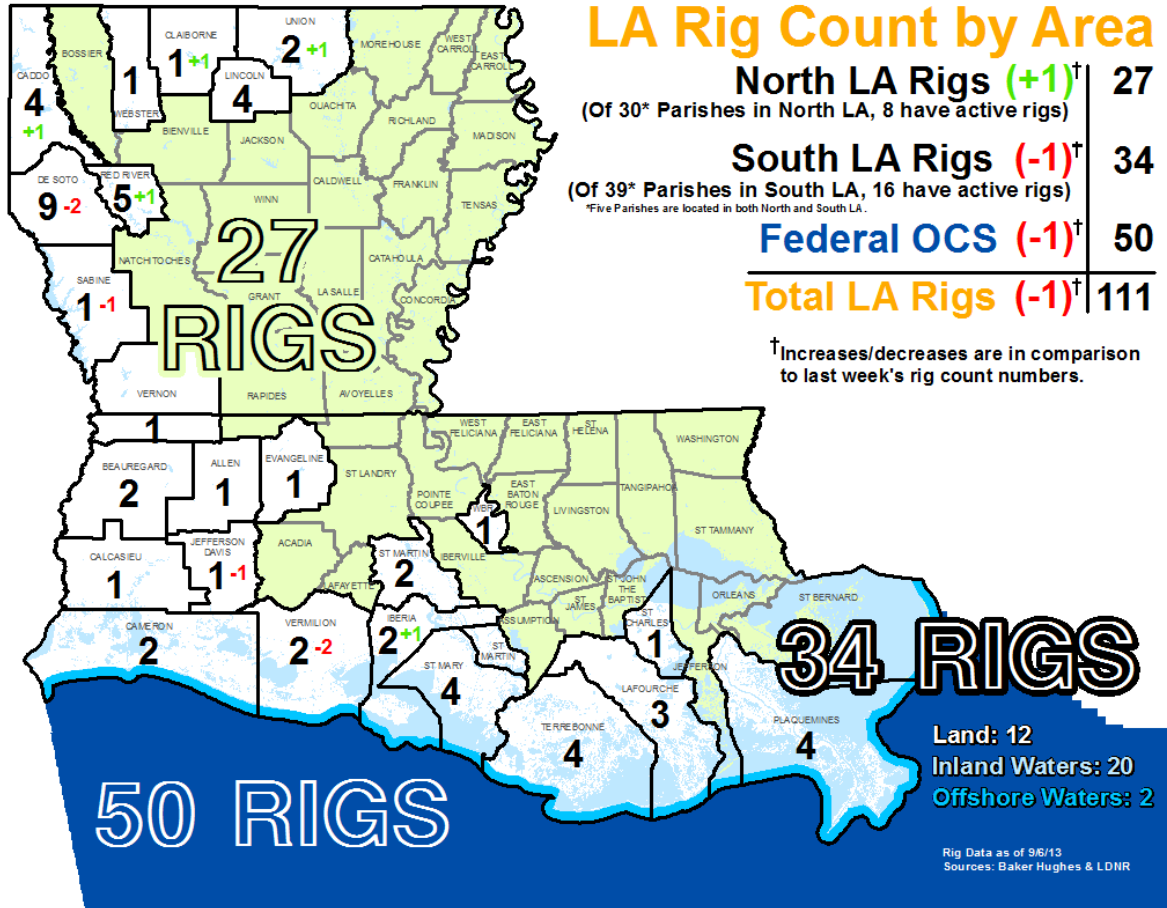 LA Rig Count by Area
North LA Rigs (+1)† 27
(Of 30* Parishes in North LA, 8 have active rigs)
South LA Rigs (-1)† 34
(Of 39* Parishes in South LA, 16 have active rigs)
*Five Parishes are located in both North and South LA.
Federal OCS (-1)† 50
Total LA Rigs (-1)† 111
†Increases/decreases are in comparison
to last week's rig count numbers.
CADDO
4
+1
BOSSIER
1
WEBSTER
CLAIBORNE
1 +1
UNION
2 +1
LINCOLN
4
MOREHOUSE
WEST
CARROLL
EAST
CARROLL
OUACHITA
RICHLAND
MADISON
BIENVILLE
JACKSON
CALDWELL
FRANKLIN
TENSAS
DE SOTO
9 -2
RED RIVER
5 +1
WINN
NATCHITOCHES
27
RIGS
CATAHOULA
SABINE
1 -1
GRANT
LA SALLE
CONCORDIA
VERNON
1
RAPIDES
AVOYELLES
BEAUREGARD
2
ALLEN
1
EVANGELINE
1
ST LANDRY
WEST
FELICIANA
EAST
FELICIANA
ST
HELENA
WASHINGTON
POINTE
COUPEE
WBR
1
EAST
BATON
ROUGE
LIVINGSTON
TANGIPAHOA
ST TAMMANY
CALCASIEU
1
JEFFERSON
DAVIS
1 -1
ACADIA
LAFAYETTE
ST MARTIN
2
IBERVILLE
ASCENSION
ST
JAMES
ST JOHN
THE
BAPTIST
ORLEANS
ST BERNARD
CAMERON
2
VERMILION
2 -2
IBERIA
2 +1
ASSUMPTION
ST
MARTIN
ST MARY
4
ST
CHARLES
1
JEFFERSON
LAFOURCHE
3
TERREBONNE
4
PLAQUEMINES
4
34 RIGS
Land: 12
Inland Waters: 20
Offshore Waters: 2
50 RIGS
Rig Data as of 9/6/13
Sources: Baker Hughes & LDNR